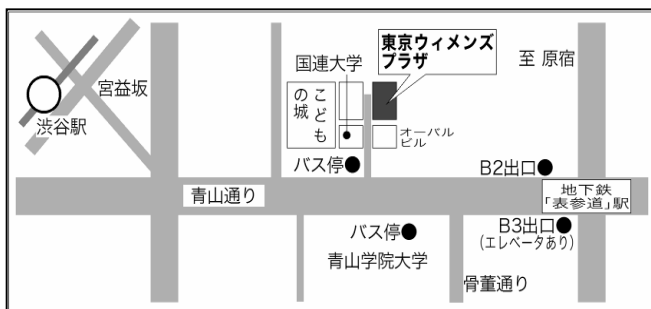 東京ウィメンズ
プラザ
国連大学
至 原宿
宮益坂
こども
の城
渋谷駅
オーバル
ビル
バス停
B2出口
青山通り
地下鉄
「表参道」駅
バス停
B3出口
(エレベータあり)
青山学院大学
骨董通り